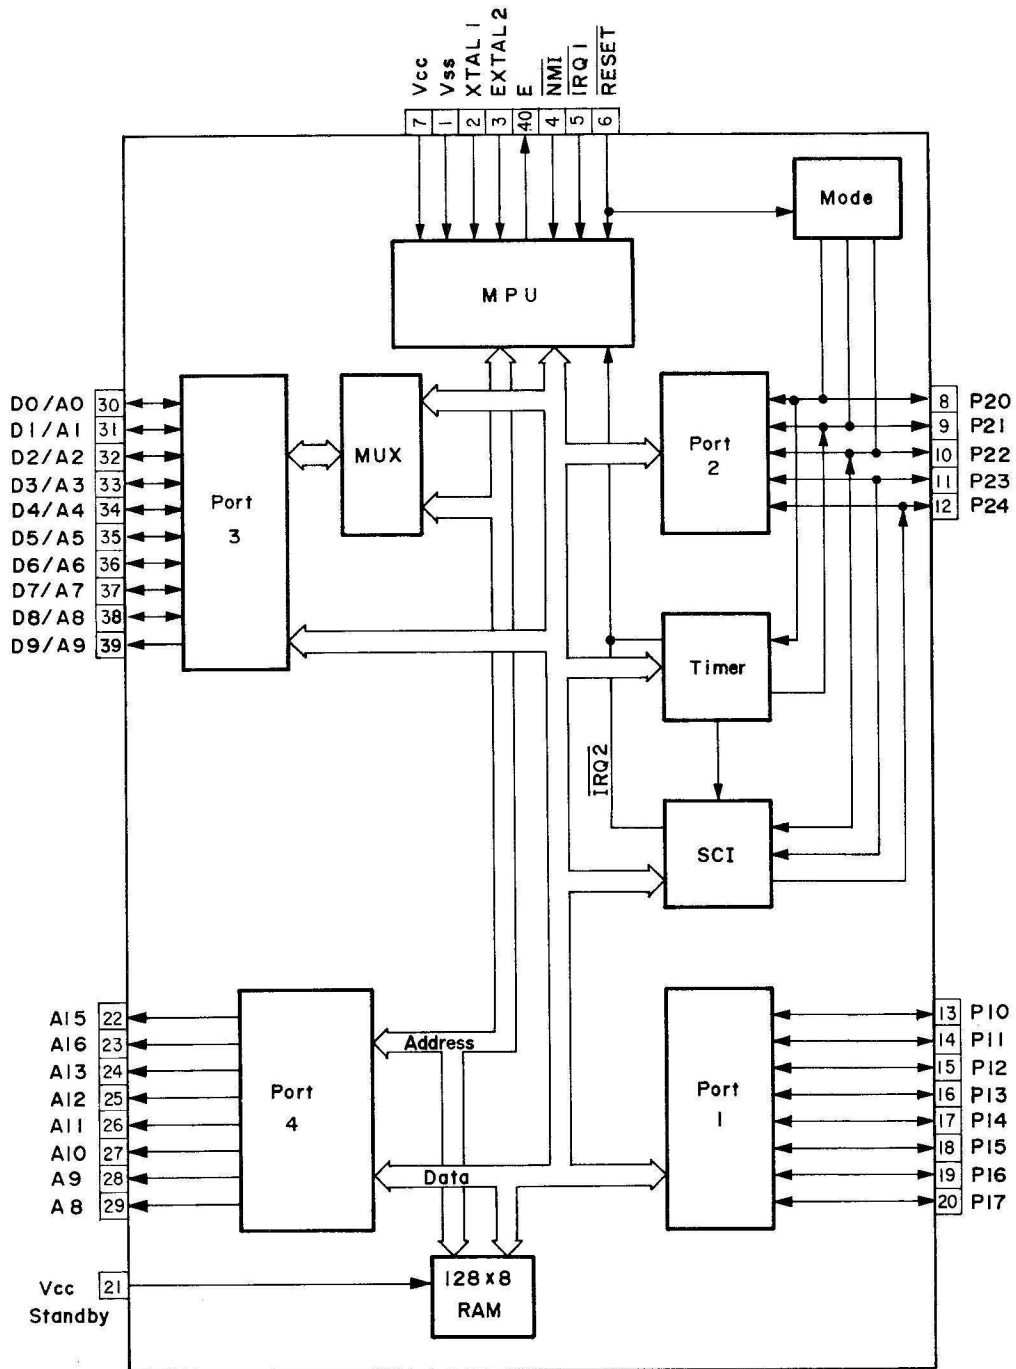 Vcc
Vss
XTAL 1
EXTAL 2
E
NMI
IRQ 1
RESET
7
1
2
3
40
4
5
6
Mode
MPU
D0/A0 30
D1/A1 31
D2/A2 32
D3/A3 33
D4/A4 34
D5/A5 35
D6/A6 36
D7/A7 37
D8/A8 38
D9/A9 39
Port
3
MUX
Port
2
8 P20
9 P21
10 P22
11 P23
12 P24
Timer
IRQ2
SCI
A15 22
A16 23
A13 24
A12 25
A11 26
A10 27
A9 28
A8 29
Port
4
Address
Data
Port
1
13 P10
14 P11
15 P12
16 P13
17 P14
18 P15
19 P16
20 P17
Vcc 21
Standby
128 x 8
RAM